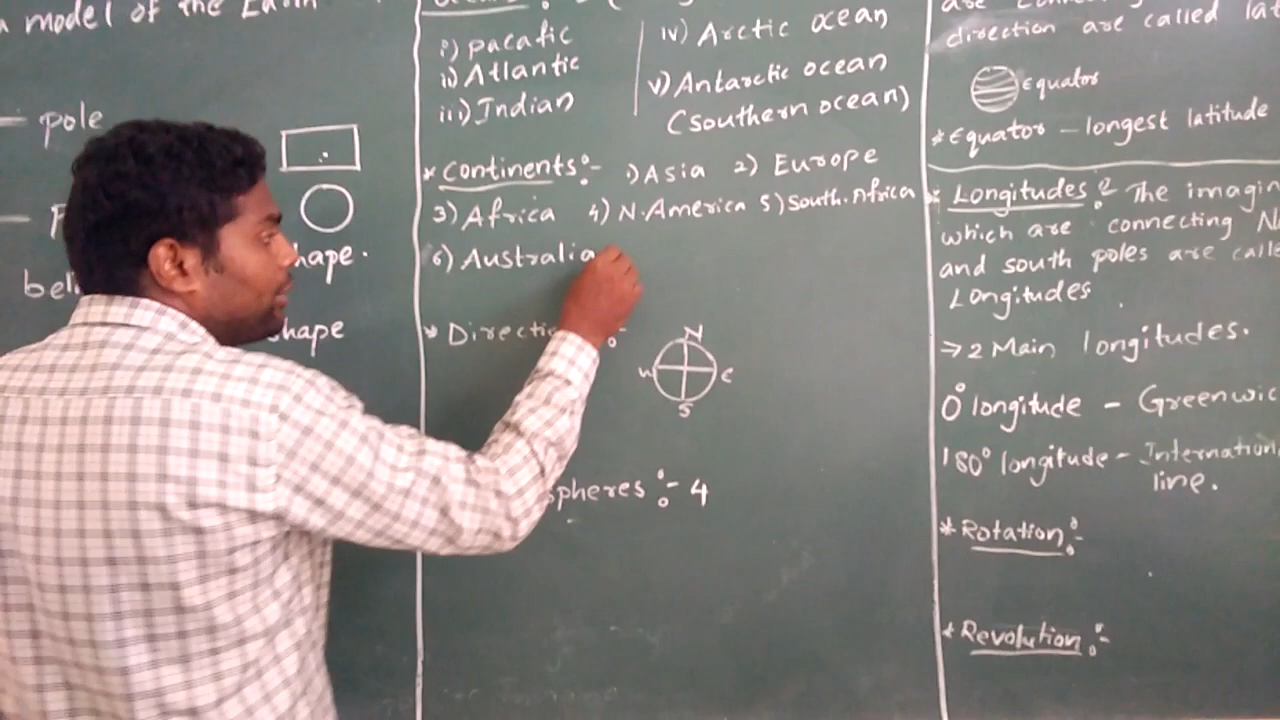 a model of the Earth
pole
hape.
shape
i) pacafic
ii) Atlantic
iii) Indian
iv) Arctic ocean
v) Antarctic ocean
(southern ocean)
* Continents :- 1) Asia 2) Europe
3) Africa 4) N.America 5) South.Africa
6) Australia
* Directio
N
W E
S
spheres :- 4
direction are called lat
Equator
* Equator - longest latitude
* Longitudes : The imagin
which are connecting No
and south poles are calle
Longitudes
→ 2 Main longitudes.
0° longitude - Greenwic
180° longitude - Internation
line.
* Rotation :-
* Revolution :-